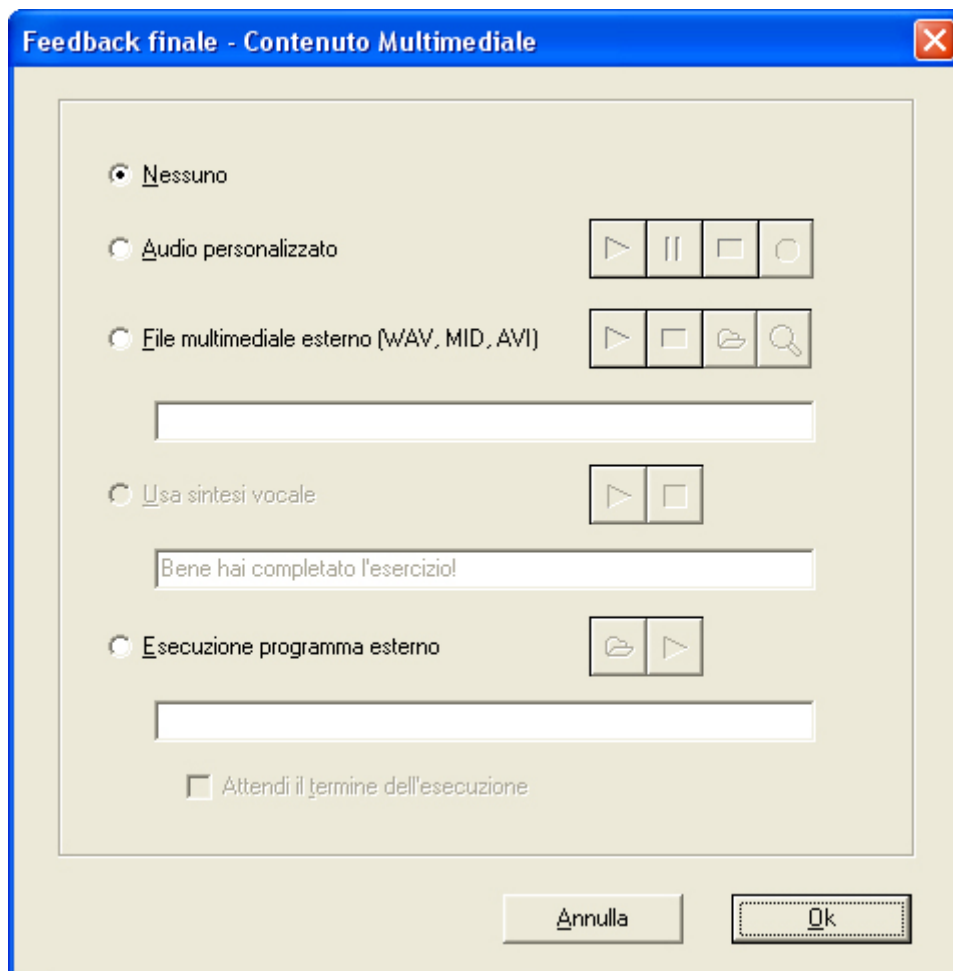 Feedback finale - Contenuto Multimediale
Nessuno
Audio personalizzato
File multimediale esterno (WAV, MID, AVI)
Usa sintesi vocale
Bene hai completato l'esercizio!
Esecuzione programma esterno
Attendi il termine dell'esecuzione
Annulla
Ok